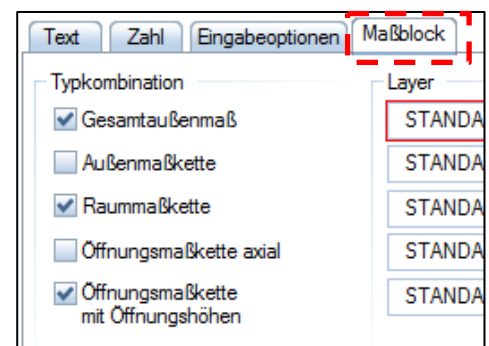 Text Zahl Eingabeoptionen Maßblock
Typkombination Layer
Gesamtaußenmaß STANDA
Außenmaßkette STANDA
Raummaßkette STANDA
Öffnungsmaßkette axial STANDA
Öffnungsmaßkette STANDA
mit Öffnungshöhen